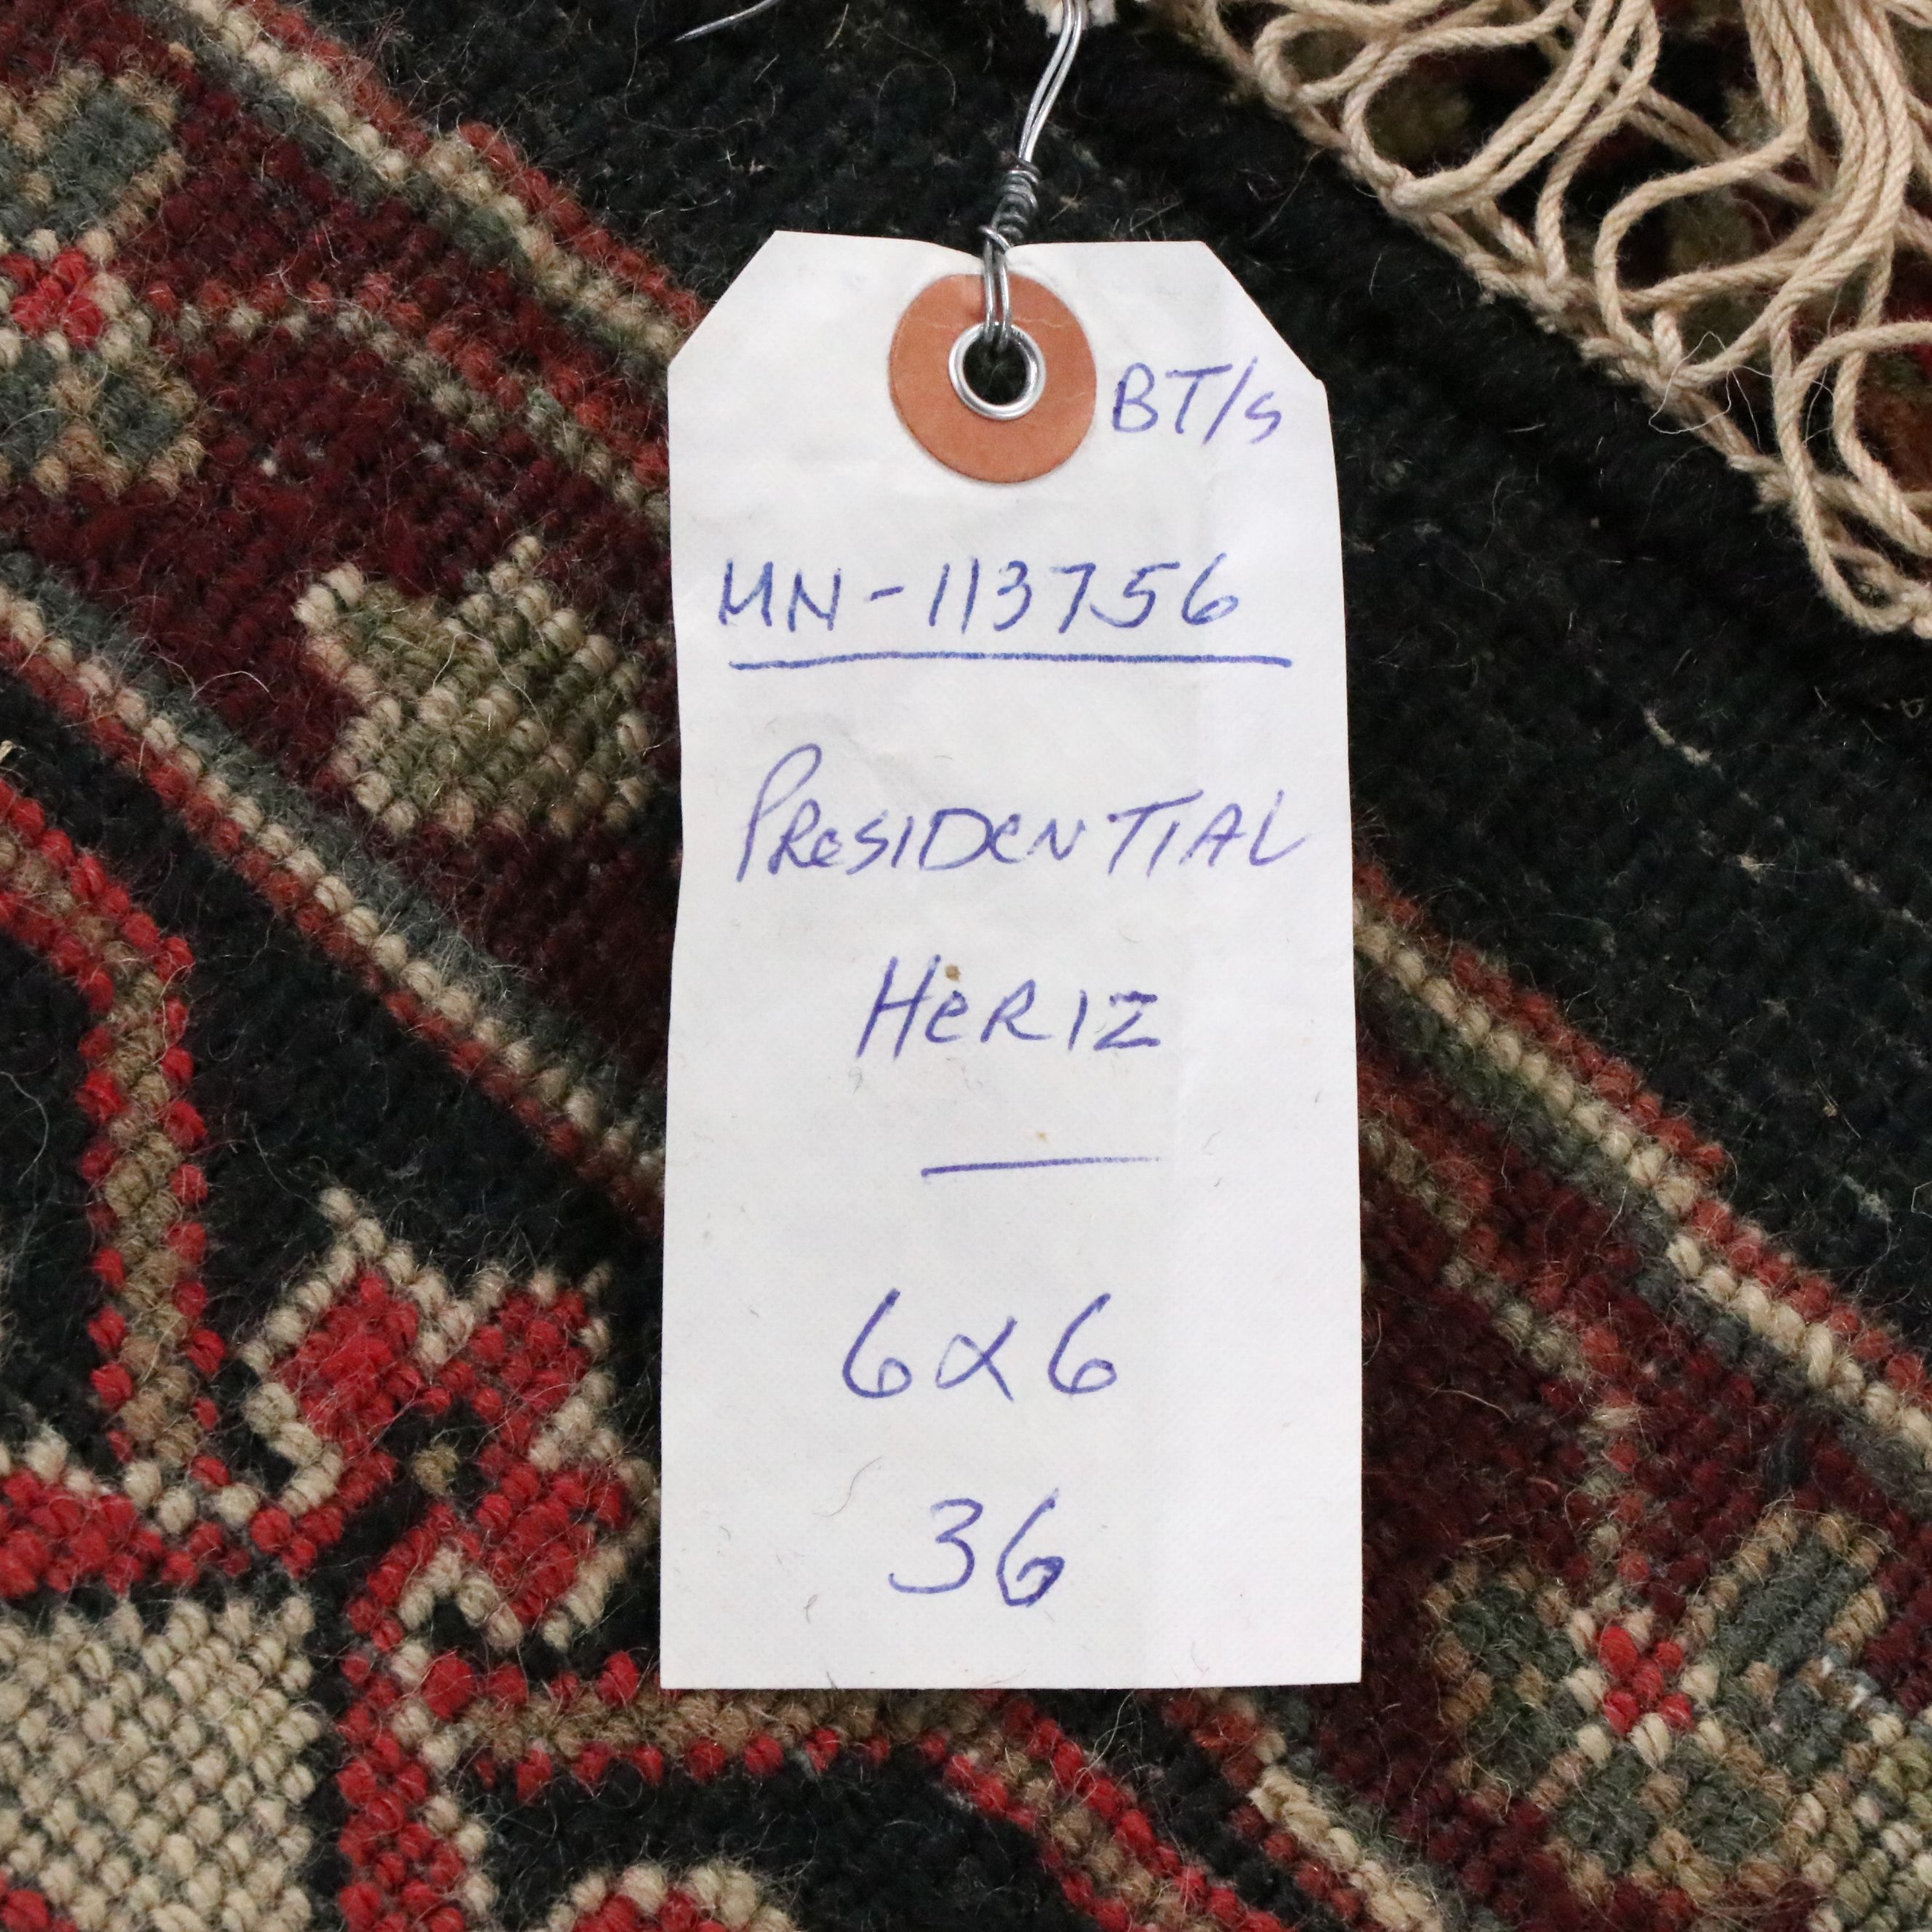 BT/s
MN-113756
PResIDeNTIAL
HeRIZ
6x6
36